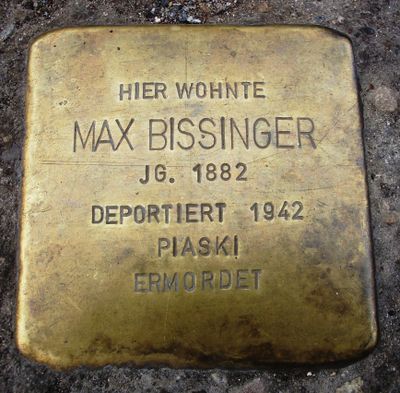 HIER WOHNTE
MAX BISSINGER
JG. 1882
DEPORTIERT 1942
PIASKI
ERMORDET